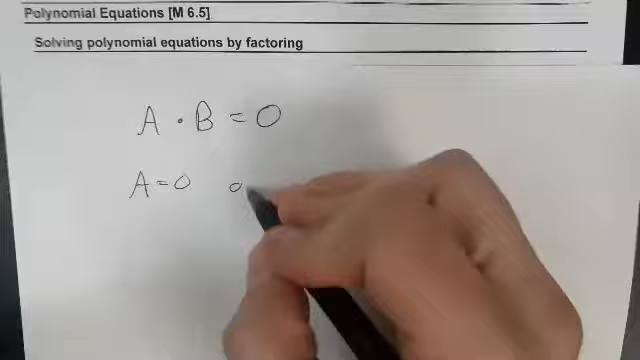 Polynomial Equations [M 6.5]
Solving polynomial equations by factoring
A · B = 0
A = 0 o